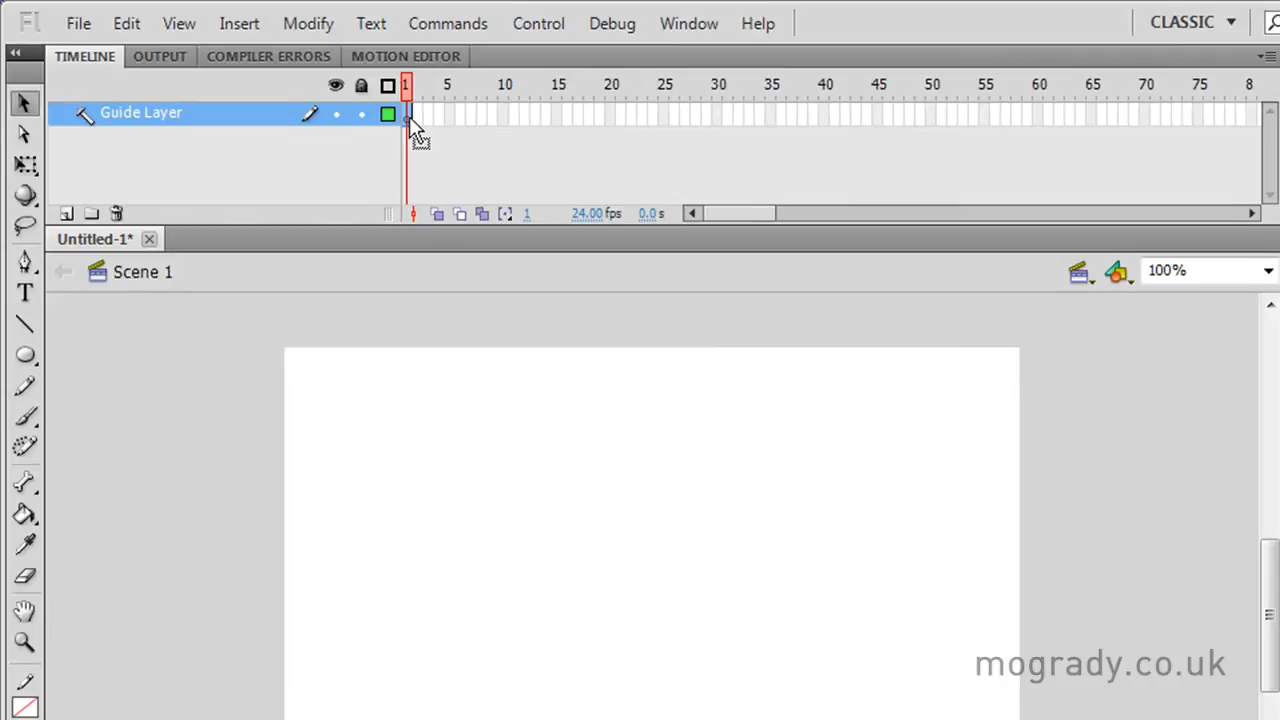 Fl File Edit View Insert Modify Text Commands Control Debug Window Help CLASSIC
TIMELINE OUTPUT COMPILER ERRORS MOTION EDITOR
1 5 10 15 20 25 30 35 40 45 50 55 60 65 70 75 8
Guide Layer
1 24.00 fps 0.0 s
Untitled-1*
Scene 1 100%
T
mogrady.co.uk